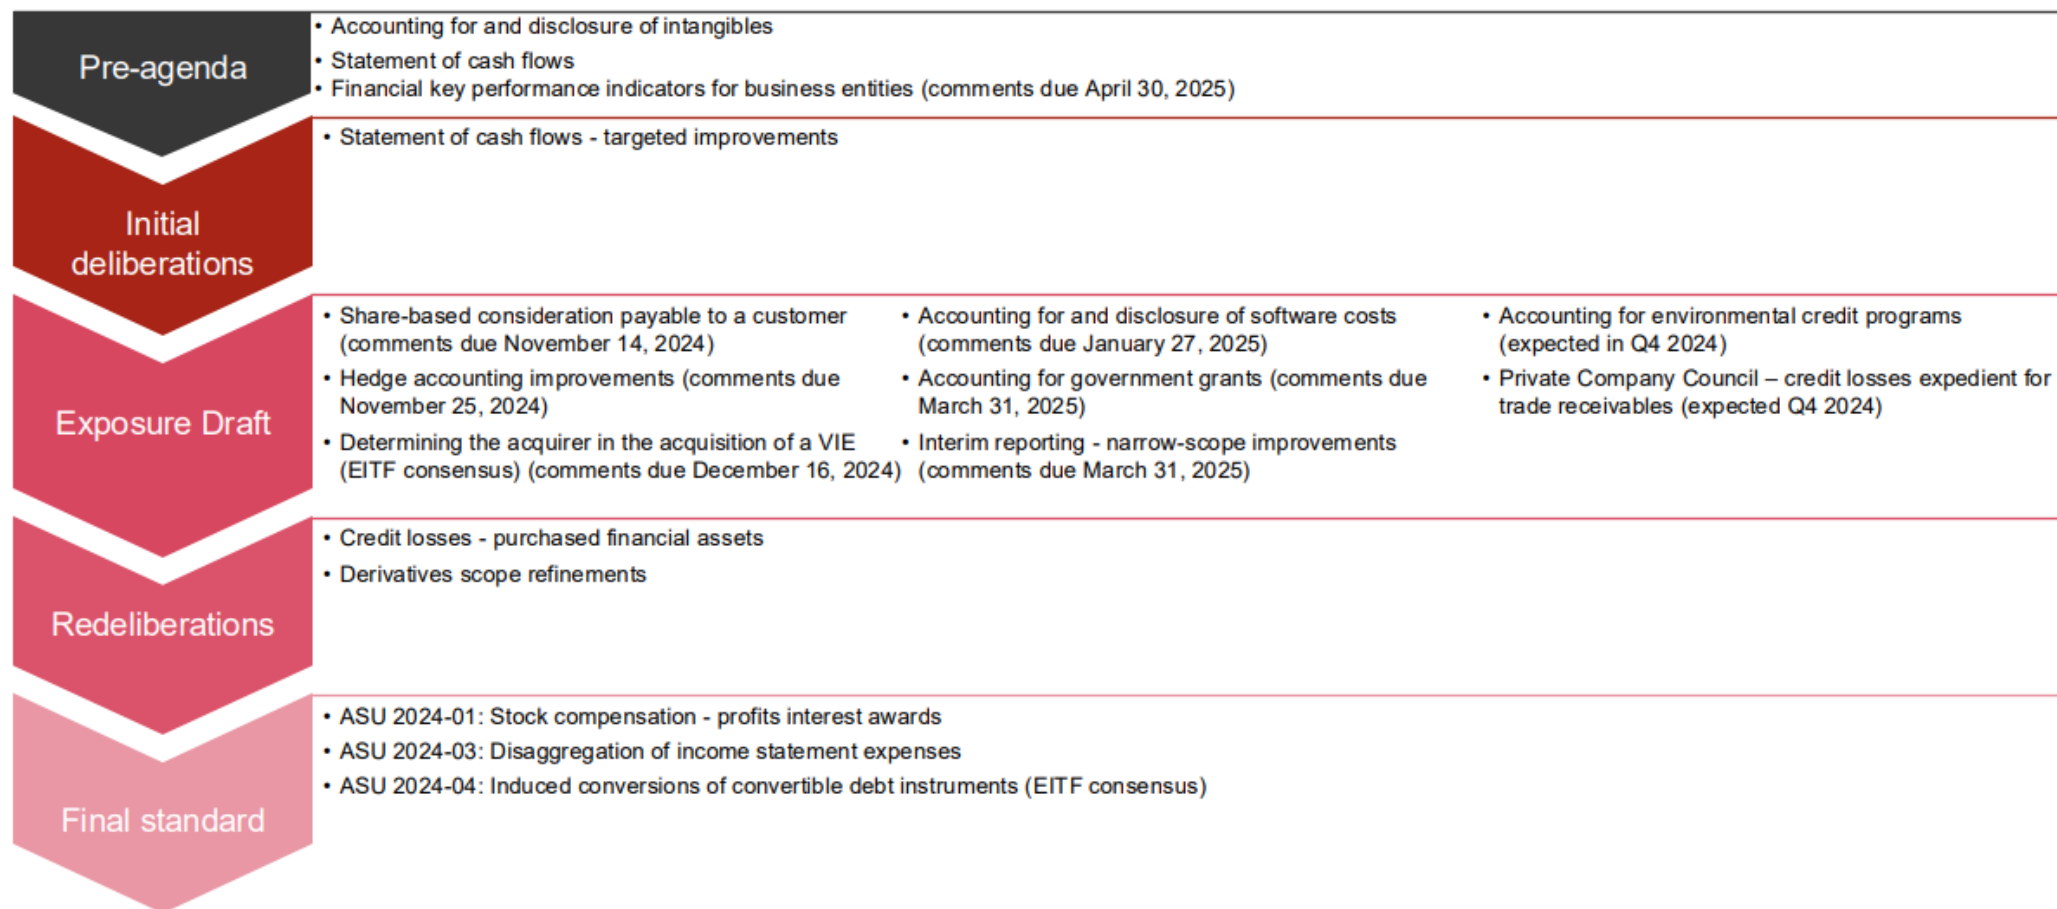 Pre-agenda
• Accounting for and disclosure of intangibles
• Statement of cash flows
• Financial key performance indicators for business entities (comments due April 30, 2025)
Initial
deliberations
• Statement of cash flows - targeted improvements
Exposure Draft
• Share-based consideration payable to a customer
(comments due November 14, 2024)
• Hedge accounting improvements (comments due
November 25, 2024)
• Determining the acquirer in the acquisition of a VIE
(EITF consensus) (comments due December 16, 2024)
• Accounting for and disclosure of software costs
(comments due January 27, 2025)
• Accounting for government grants (comments due
March 31, 2025)
• Interim reporting - narrow-scope improvements
(comments due March 31, 2025)
• Accounting for environmental credit programs
(expected in Q4 2024)
• Private Company Council – credit losses expedient for
trade receivables (expected Q4 2024)
Redeliberations
• Credit losses - purchased financial assets
• Derivatives scope refinements
Final standard
• ASU 2024-01: Stock compensation - profits interest awards
• ASU 2024-03: Disaggregation of income statement expenses
• ASU 2024-04: Induced conversions of convertible debt instruments (EITF consensus)